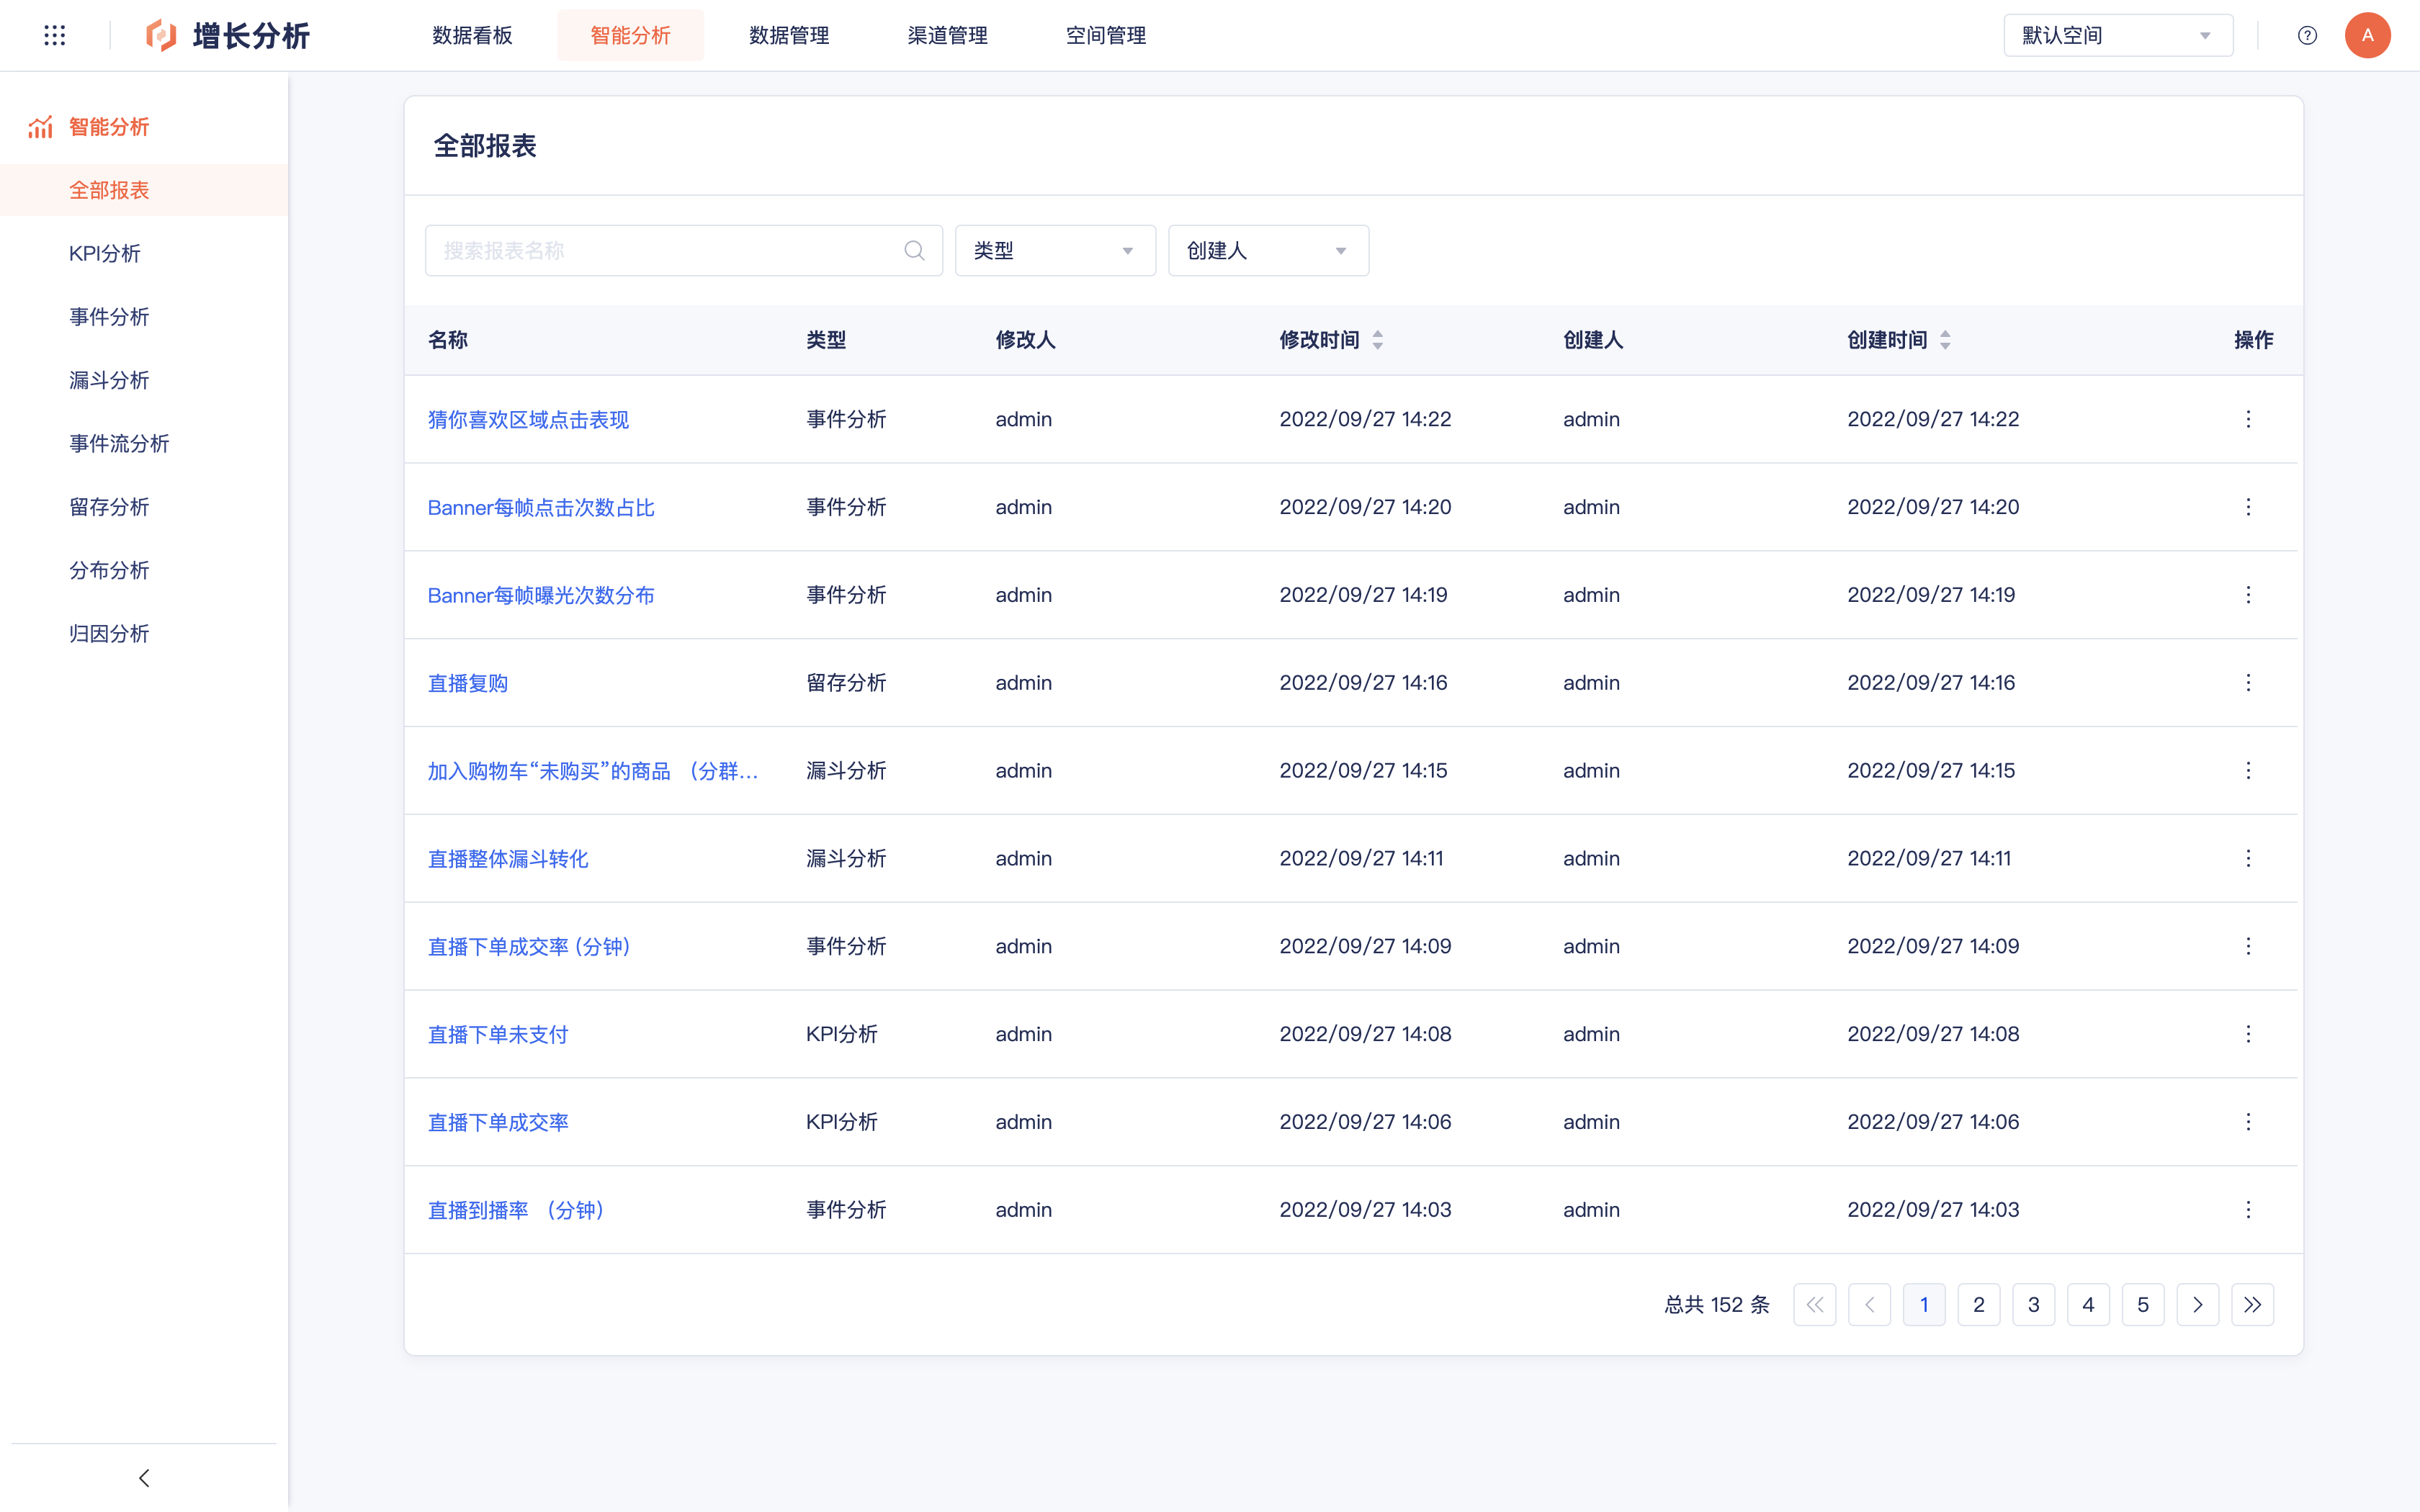 增长分析
数据看板 智能分析 数据管理 渠道管理 空间管理
默认空间
?
A
智能分析
全部报表
KPI分析
事件分析
漏斗分析
事件流分析
留存分析
分布分析
归因分析
全部报表
搜索报表名称 类型 创建人
名称 类型 修改人 修改时间 创建人 创建时间 操作
猜你喜欢区域点击表现 事件分析 admin 2022/09/27 14:22 admin 2022/09/27 14:22
Banner每帧点击次数占比 事件分析 admin 2022/09/27 14:20 admin 2022/09/27 14:20
Banner每帧曝光次数分布 事件分析 admin 2022/09/27 14:19 admin 2022/09/27 14:19
直播复购 留存分析 admin 2022/09/27 14:16 admin 2022/09/27 14:16
加入购物车“未购买”的商品 （分群... 漏斗分析 admin 2022/09/27 14:15 admin 2022/09/27 14:15
直播整体漏斗转化 漏斗分析 admin 2022/09/27 14:11 admin 2022/09/27 14:11
直播下单成交率 (分钟) 事件分析 admin 2022/09/27 14:09 admin 2022/09/27 14:09
直播下单未支付 KPI分析 admin 2022/09/27 14:08 admin 2022/09/27 14:08
直播下单成交率 KPI分析 admin 2022/09/27 14:06 admin 2022/09/27 14:06
直播到播率 （分钟） 事件分析 admin 2022/09/27 14:03 admin 2022/09/27 14:03
总共 152 条 1 2 3 4 5